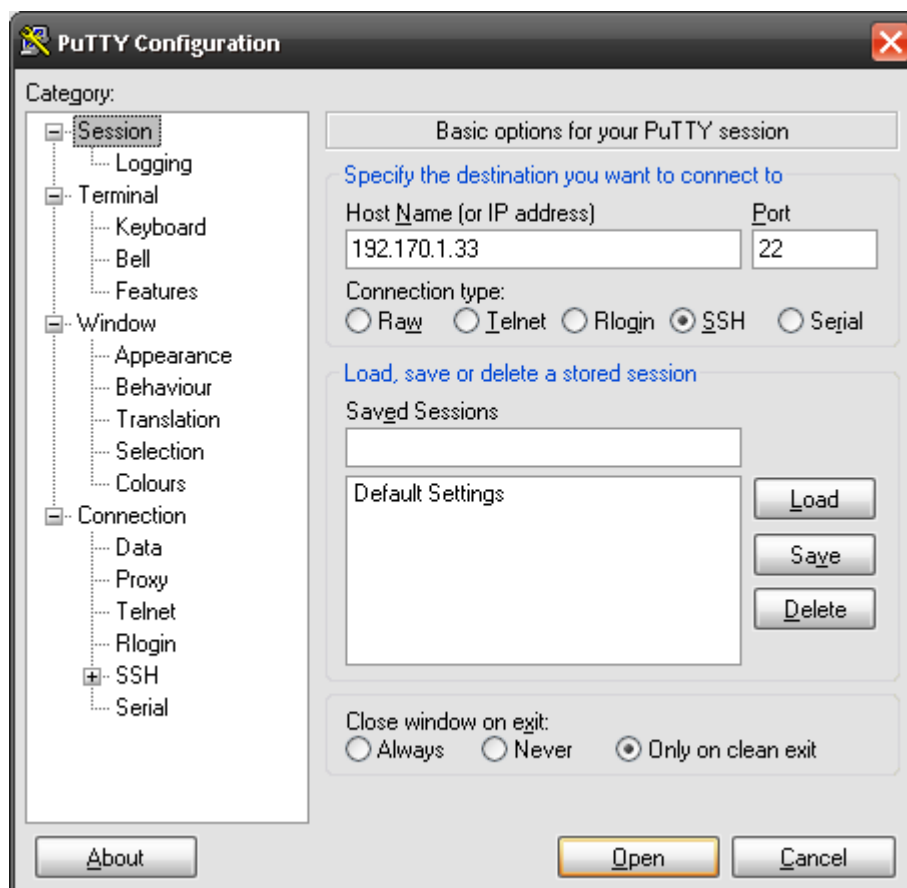 PuTTY Configuration
Category:
Session
Logging
Terminal
Keyboard
Bell
Features
Window
Appearance
Behaviour
Translation
Selection
Colours
Connection
Data
Proxy
Telnet
Rlogin
SSH
Serial
Basic options for your PuTTY session
Specify the destination you want to connect to
Host Name (or IP address) Port
192.170.1.33 22
Connection type:
Raw Telnet Rlogin SSH Serial
Load, save or delete a stored session
Saved Sessions
Default Settings
Load
Save
Delete
Close window on exit:
Always Never Only on clean exit
About Open Cancel